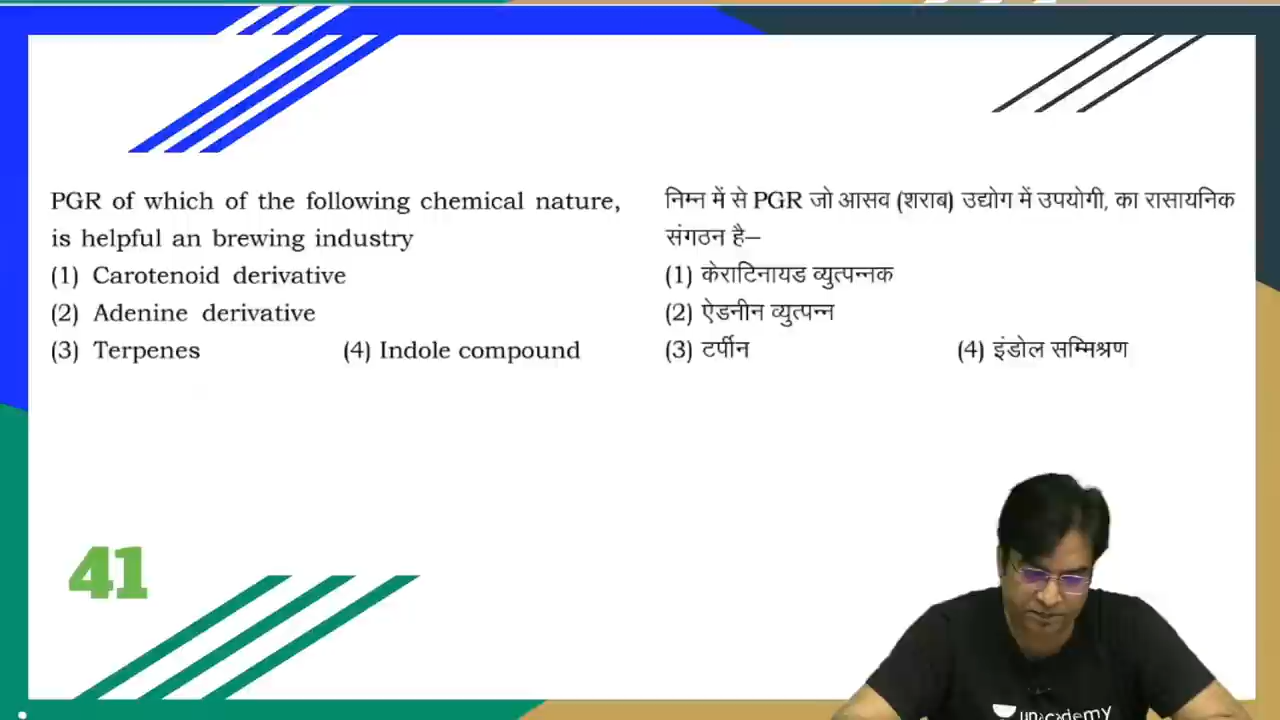 PGR of which of the following chemical nature,
is helpful an brewing industry
(1) Carotenoid derivative
(2) Adenine derivative
(3) Terpenes (4) Indole compound
निम्न में से PGR जो आसव (शराब) उद्योग में उपयोगी, का रासायनिक
संगठन है–
(1) केराटिनायड व्युत्पन्नक
(2) ऐडनीन व्युत्पन्न
(3) टर्पीन (4) इंडोल सम्मिश्रण
41
unacademy